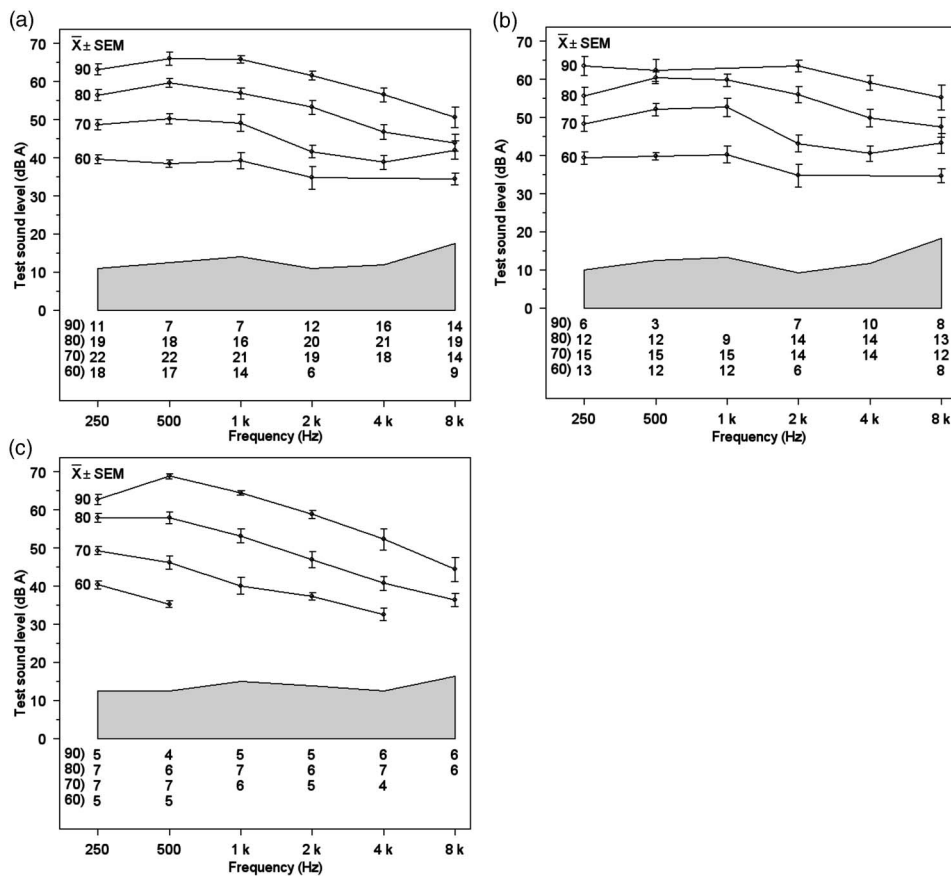 (a)
X̄ ± SEM
70
60
50
40
30
20
10
0
Test sound level (dB A)
90
80
70
60
90) 11 7 7 12 16 14
80) 19 18 16 20 21 19
70) 22 22 21 19 18 14
60) 18 17 14 6 9
250 500 1 k 2 k 4 k 8 k
Frequency (Hz)
(b)
X̄ ± SEM
70
60
50
40
30
20
10
0
Test sound level (dB A)
90
80
70
60
90) 6 3 7 10 8
80) 12 12 9 14 14 13
70) 15 15 15 14 14 12
60) 13 12 12 6 8
250 500 1 k 2 k 4 k 8 k
Frequency (Hz)
(c)
X̄ ± SEM
70
60
50
40
30
20
10
0
Test sound level (dB A)
90
80
70
60
90) 5 4 5 5 6 6
80) 7 6 7 6 7 6
70) 7 7 6 5 4
60) 5 5
250 500 1 k 2 k 4 k 8 k
Frequency (Hz)